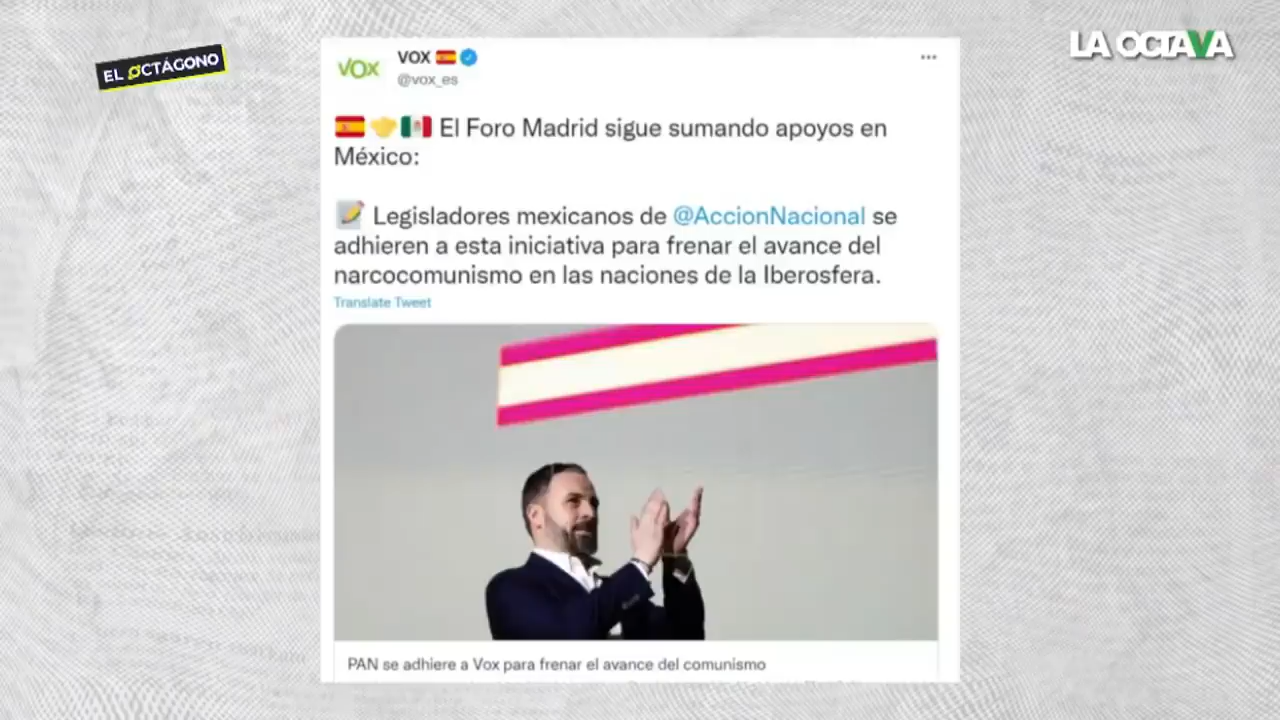 EL OCTÁGONO
LA OCTAVA
VOX
VOX
@vox_es
El Foro Madrid sigue sumando apoyos en
México:
Legisladores mexicanos de @AccionNacional se
adhieren a esta iniciativa para frenar el avance del
narcocomunismo en las naciones de la Iberosfera.
Translate Tweet
PAN se adhiere a Vox para frenar el avance del comunismo